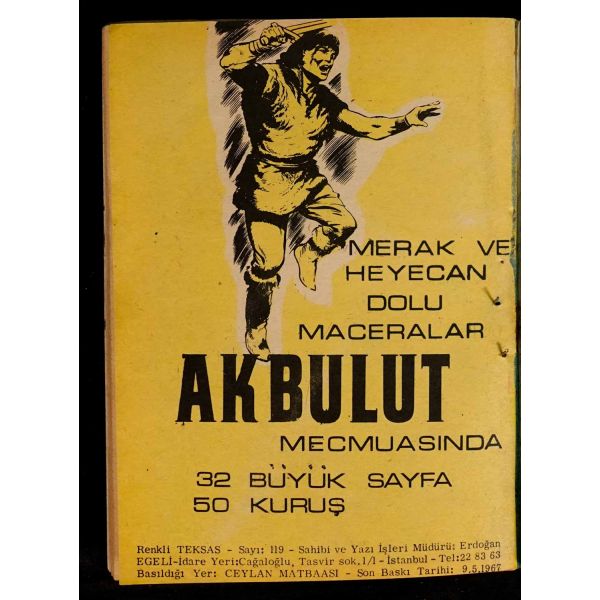 MERAK VE
HEYECAN
DOLU
MACERALAR
AKBULUT
MECMUASINDA
32 BÜYÜK SAYFA
50 KURUŞ
Renkli TEKSAS - Sayı: 119 - Sahibi ve Yazı İşleri Müdürü: Erdoğan
EGELİ-İdare Yeri:Cağaloğlu, Tasvir sok.1/1 - İstanbul - Tel:22 83 63
Basıldığı Yer: CEYLAN MATBAASI - Son Baskı Tarihi: 9.5.1967